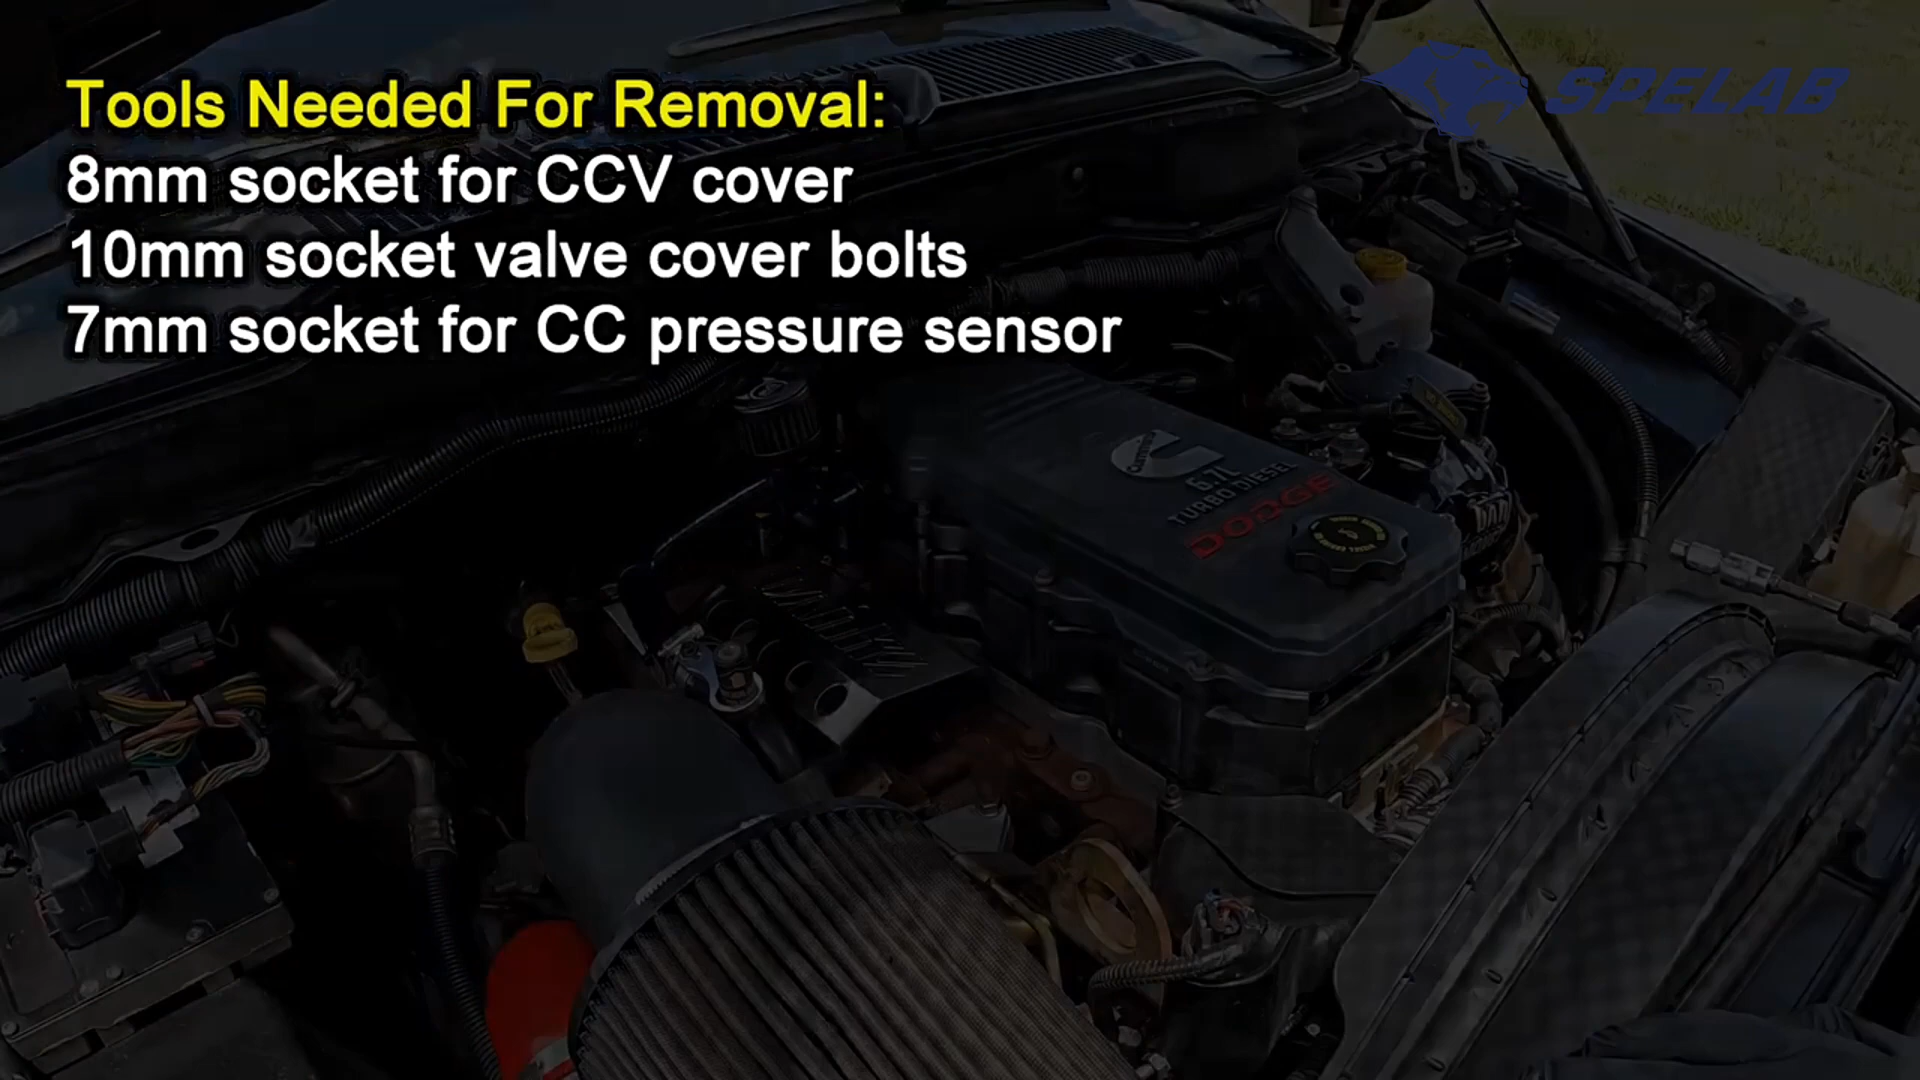 Tools Needed For Removal:
8mm socket for CCV cover
10mm socket valve cover bolts
7mm socket for CC pressure sensor
SPELAB
Cummins
6.7L
TURBO DIESEL
DODGE